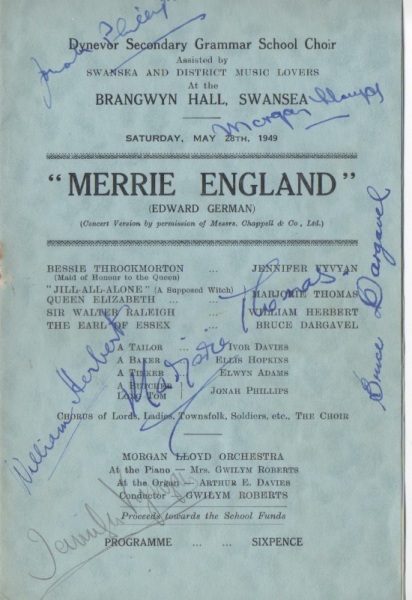 Jonah Phillips
Dynevor Secondary Grammar School Choir
Assisted by
SWANSEA AND DISTRICT MUSIC LOVERS
At the
BRANGWYN HALL, SWANSEA
Morgan Lloyd
SATURDAY, MAY 28TH, 1949
"MERRIE ENGLAND"
(EDWARD GERMAN)
(Concert Version by permission of Messrs. Chappell & Co., Ltd.)
BESSIE THROCKMORTON ... JENNIFER VYVYAN
(Maid of Honour to the Queen)
"JILL-ALL-ALONE" (A Supposed Witch)
QUEEN ELIZABETH ... MARJORIE THOMAS
SIR WALTER RALEIGH ... WILLIAM HERBERT
THE EARL OF ESSEX ... BRUCE DARGAVEL
A TAILOR ... IVOR DAVIES
A BAKER ... ELLIS HOPKINS
A TINKER ... ELWYN ADAMS
A BUTCHER
LONG TOM } JONAH PHILLIPS
Marjorie Thomas
Bruce Dargavel
William Herbert
CHORUS of Lords, Ladies, Townsfolk, Soldiers, etc., THE CHOIR
MORGAN LLOYD ORCHESTRA
At the Piano — MRS. GWILYM ROBERTS
At the Organ — ARTHUR E. DAVIES
Conductor — GWILYM ROBERTS
Proceeds towards the School Funds
PROGRAMME ... ... SIXPENCE